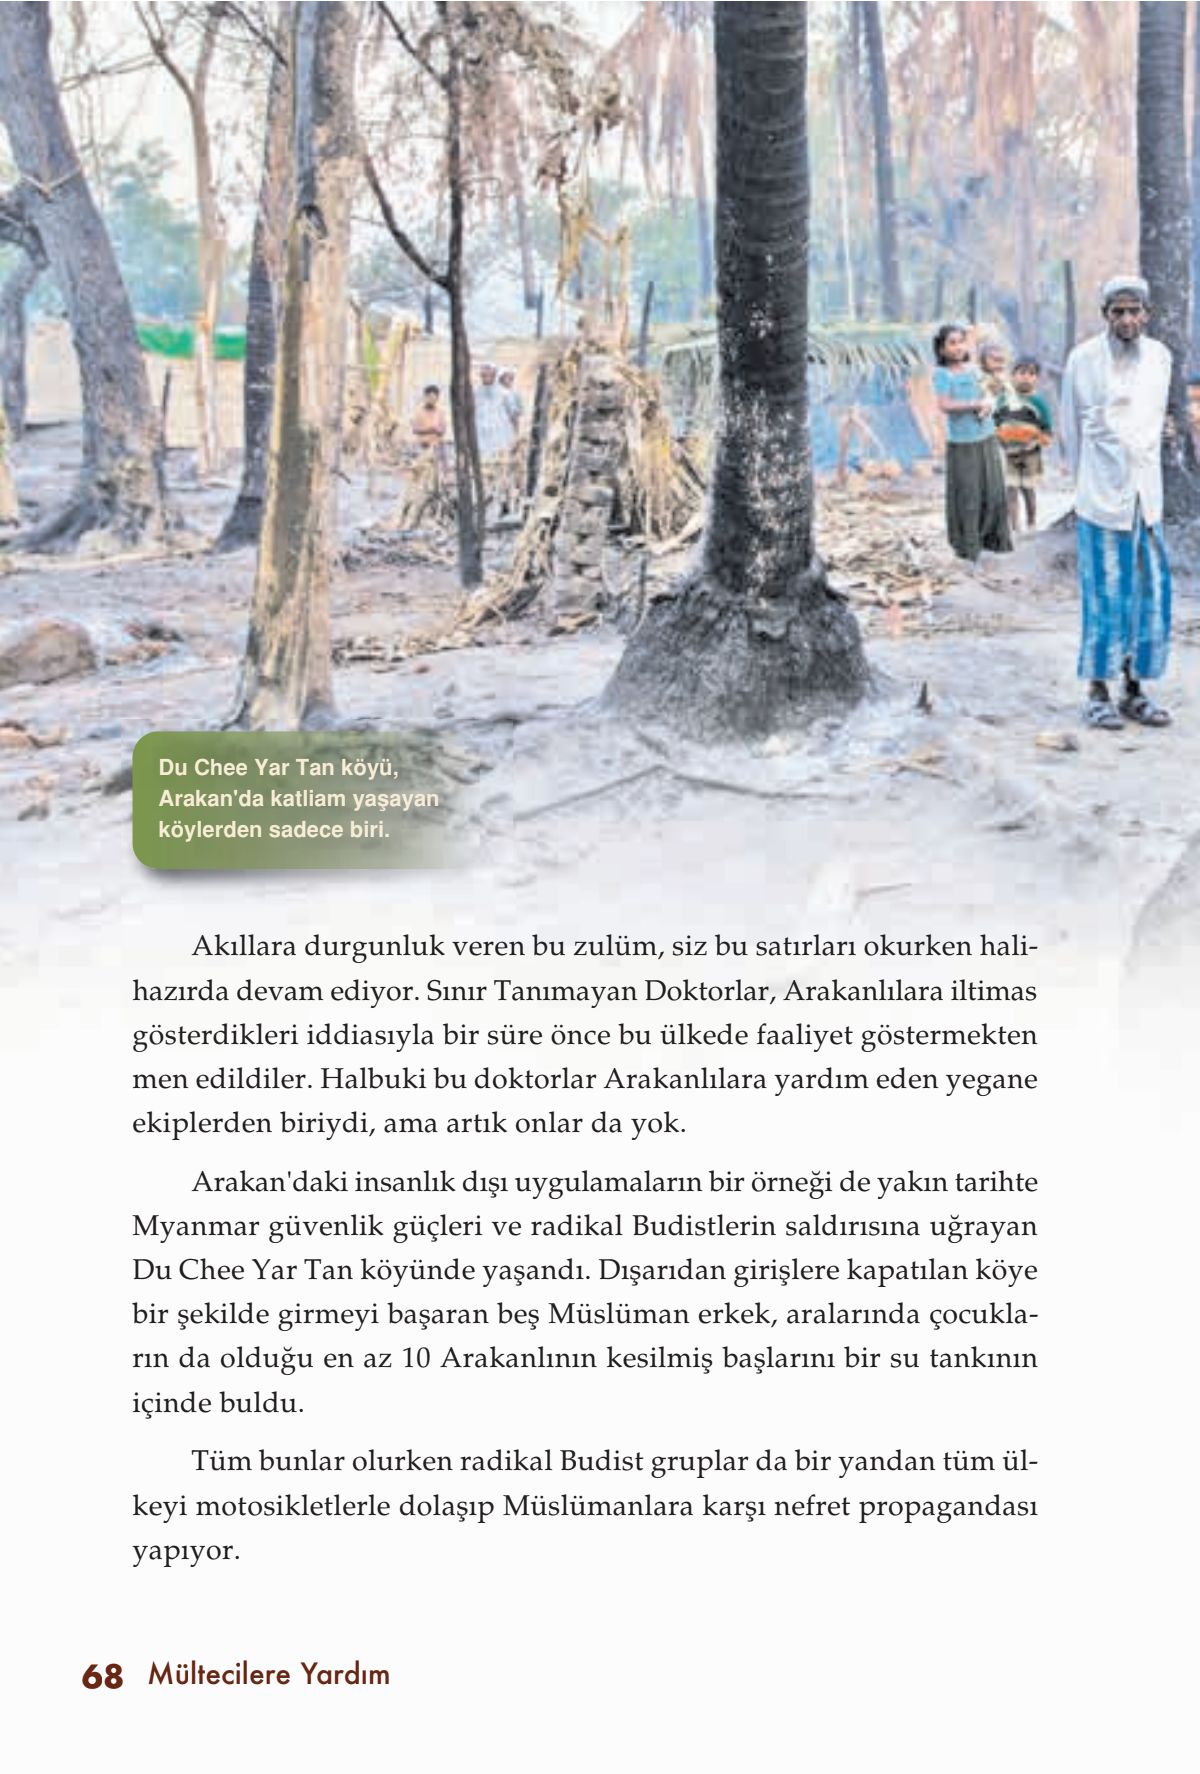 Du Chee Yar Tan köyü,
Arakan'da katliam yaşayan
köylerden sadece biri.
Akıllara durgunluk veren bu zulüm, siz bu satırları okurken hali-
hazırda devam ediyor. Sınır Tanımayan Doktorlar, Arakanlılara iltimas
gösterdikleri iddiasıyla bir süre önce bu ülkede faaliyet göstermekten
men edildiler. Halbuki bu doktorlar Arakanlılara yardım eden yegane
ekiplerden biriydi, ama artık onlar da yok.
Arakan'daki insanlık dışı uygulamaların bir örneği de yakın tarihte
Myanmar güvenlik güçleri ve radikal Budistlerin saldırısına uğrayan
Du Chee Yar Tan köyünde yaşandı. Dışarıdan girişlere kapatılan köye
bir şekilde girmeyi başaran beş Müslüman erkek, aralarında çocukla-
rın da olduğu en az 10 Arakanlının kesilmiş başlarını bir su tankının
içinde buldu.
Tüm bunlar olurken radikal Budist gruplar da bir yandan tüm ül-
keyi motosikletlerle dolaşıp Müslümanlara karşı nefret propagandası
yapıyor.
68 Mültecilere Yardım